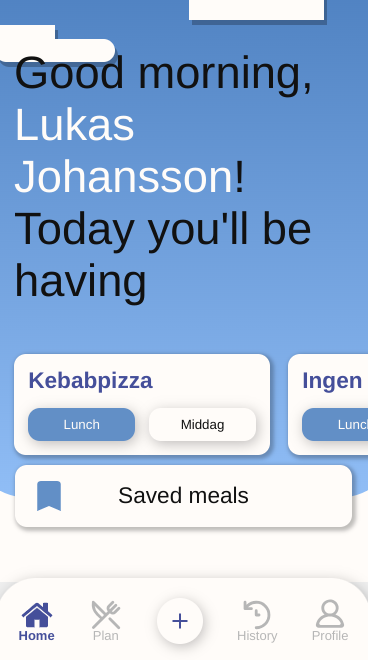 Good morning,
Lukas
Johansson!
Today you'll be
having
Kebabpizza
Ingen
Lunch
Middag
Lunch
Saved meals
Home
Plan
+
History
Profile